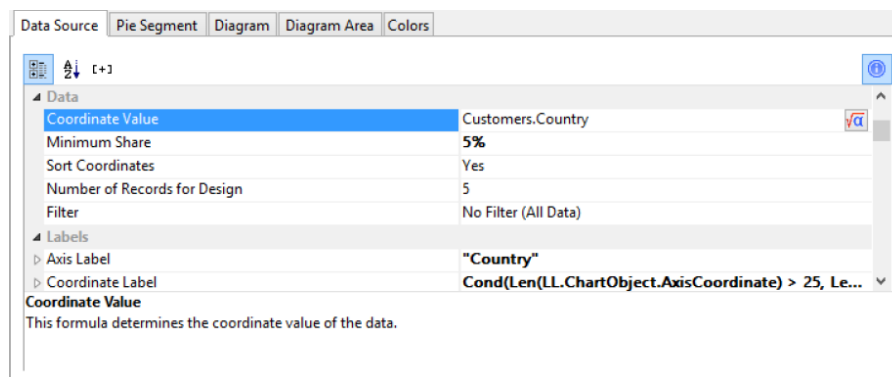 Data Source Pie Segment Diagram Diagram Area Colors
A Z [+]
Data
Coordinate Value Customers.Country √α
Minimum Share 5%
Sort Coordinates Yes
Number of Records for Design 5
Filter No Filter (All Data)
Labels
Axis Label "Country"
Coordinate Label Cond(Len(LL.ChartObject.AxisCoordinate) > 25, Le...
Coordinate Value
This formula determines the coordinate value of the data.